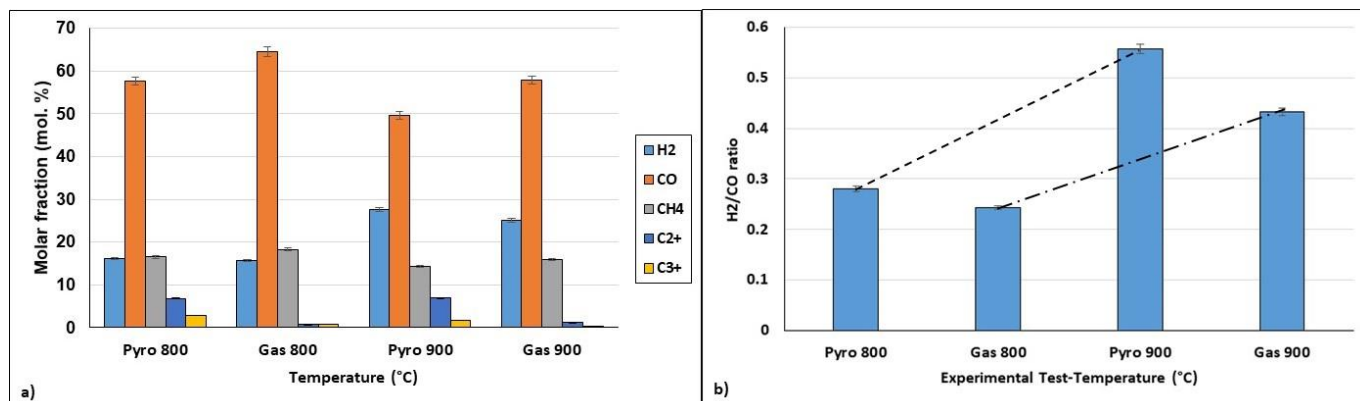 70
60
50
40
30
20
10
0
Molar fraction (mol. %)
Pyro 800 Gas 800 Pyro 900 Gas 900
Temperature (°C)
a)
H2
CO
CH4
C2+
C3+
0.6
0.5
0.4
0.3
0.2
0.1
0
H2/CO ratio
Pyro 800 Gas 800 Pyro 900 Gas 900
Experimental Test-Temperature (°C)
b)